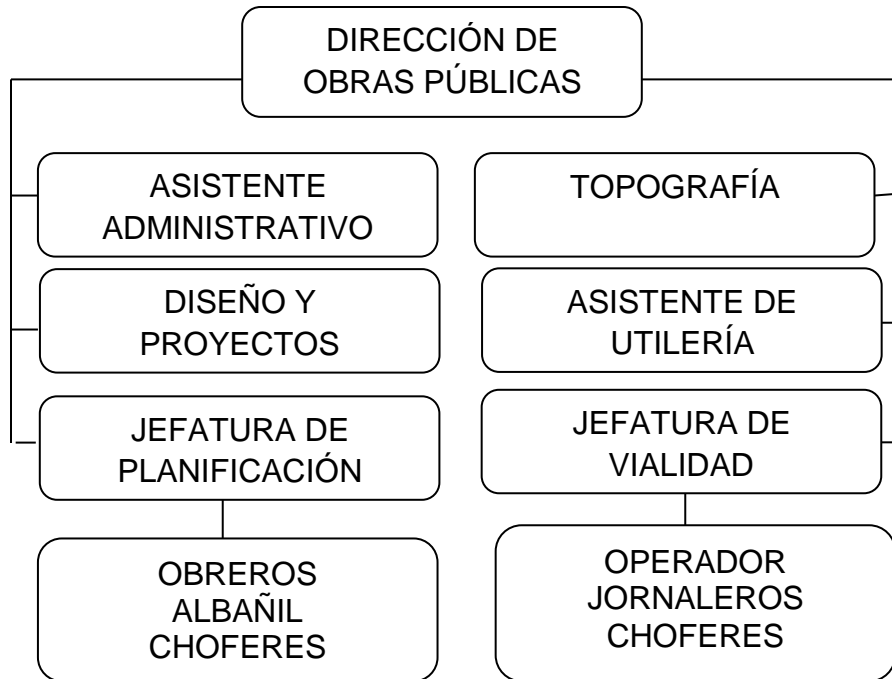 DIRECCIÓN DE
OBRAS PÚBLICAS
ASISTENTE
ADMINISTRATIVO
TOPOGRAFÍA
DISEÑO Y
PROYECTOS
ASISTENTE DE
UTILERÍA
JEFATURA DE
PLANIFICACIÓN
JEFATURA DE
VIALIDAD
OBREROS
ALBAÑIL
CHOFERES
OPERADOR
JORNALEROS
CHOFERES